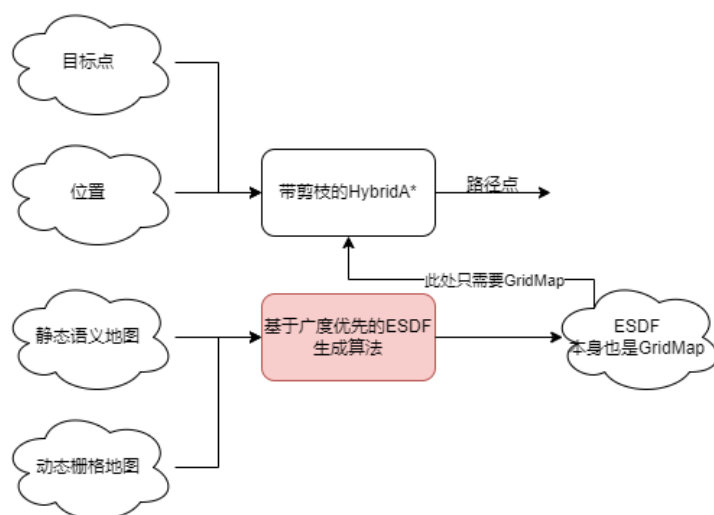 目标点
位置
带剪枝的HybridA*
路径点
此处只需要GridMap
静态语义地图
基于广度优先的ESDF
生成算法
ESDF
本身也是GridMap
动态栅格地图